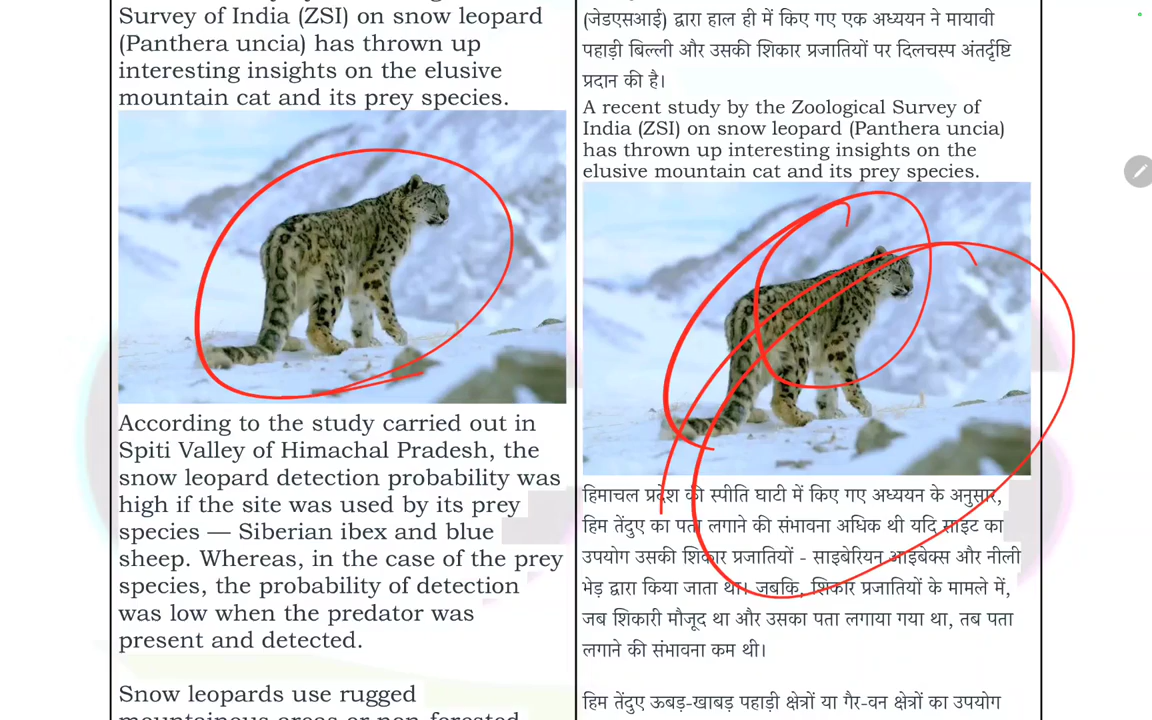 Survey of India (ZSI) on snow leopard
(Panthera uncia) has thrown up
interesting insights on the elusive
mountain cat and its prey species.
According to the study carried out in
Spiti Valley of Himachal Pradesh, the
snow leopard detection probability was
high if the site was used by its prey
species — Siberian ibex and blue
sheep. Whereas, in the case of the prey
species, the probability of detection
was low when the predator was
present and detected.
Snow leopards use rugged
(जेडएसआई) द्वारा हाल ही में किए गए एक अध्ययन ने मायावी
पहाड़ी बिल्ली और उसकी शिकार प्रजातियों पर दिलचस्प अंतर्दृष्टि
प्रदान की है।
A recent study by the Zoological Survey of
India (ZSI) on snow leopard (Panthera uncia)
has thrown up interesting insights on the
elusive mountain cat and its prey species.
हिमाचल प्रदेश की स्पीति घाटी में किए गए अध्ययन के अनुसार,
हिम तेंदुए का पता लगाने की संभावना अधिक थी यदि साइट का
उपयोग उसकी शिकार प्रजातियों - साइबेरियन आइबेक्स और नीली
भेड़ द्वारा किया जाता था। जबकि, शिकार प्रजातियों के मामले में,
जब शिकारी मौजूद था और उसका पता लगाया गया था, तब पता
लगाने की संभावना कम थी।
हिम तेंदुए ऊबड़-खाबड़ पहाड़ी क्षेत्रों या गैर-वन क्षेत्रों का उपयोग